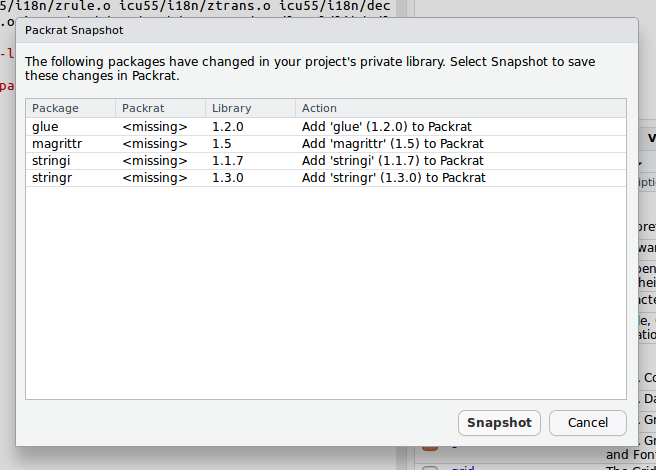 5/i18n/zrule.o icu55/i18n/ztrans.o icu55/i18n/dec
Packrat Snapshot
The following packages have changed in your project's private library. Select Snapshot to save
these changes in Packrat.
Package Packrat Library Action
glue <missing> 1.2.0 Add 'glue' (1.2.0) to Packrat
magrittr <missing> 1.5 Add 'magrittr' (1.5) to Packrat
stringi <missing> 1.1.7 Add 'stringi' (1.1.7) to Packrat
stringr <missing> 1.3.0 Add 'stringr' (1.3.0) to Packrat
Snapshot Cancel
and Fon